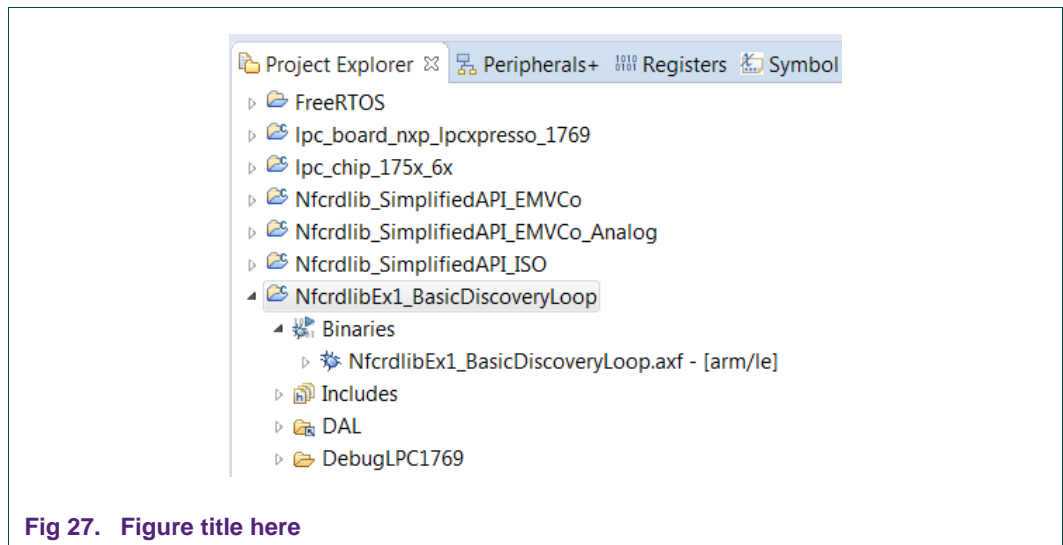 Project Explorer Peripherals+ Registers Symbol
FreeRTOS
lpc_board_nxp_lpcxpresso_1769
lpc_chip_175x_6x
Nfcrdlib_SimplifiedAPI_EMVCo
Nfcrdlib_SimplifiedAPI_EMVCo_Analog
Nfcrdlib_SimplifiedAPI_ISO
NfcrdlibEx1_BasicDiscoveryLoop
Binaries
NfcrdlibEx1_BasicDiscoveryLoop.axf - [arm/le]
Includes
DAL
DebugLPC1769
Fig 27. Figure title here